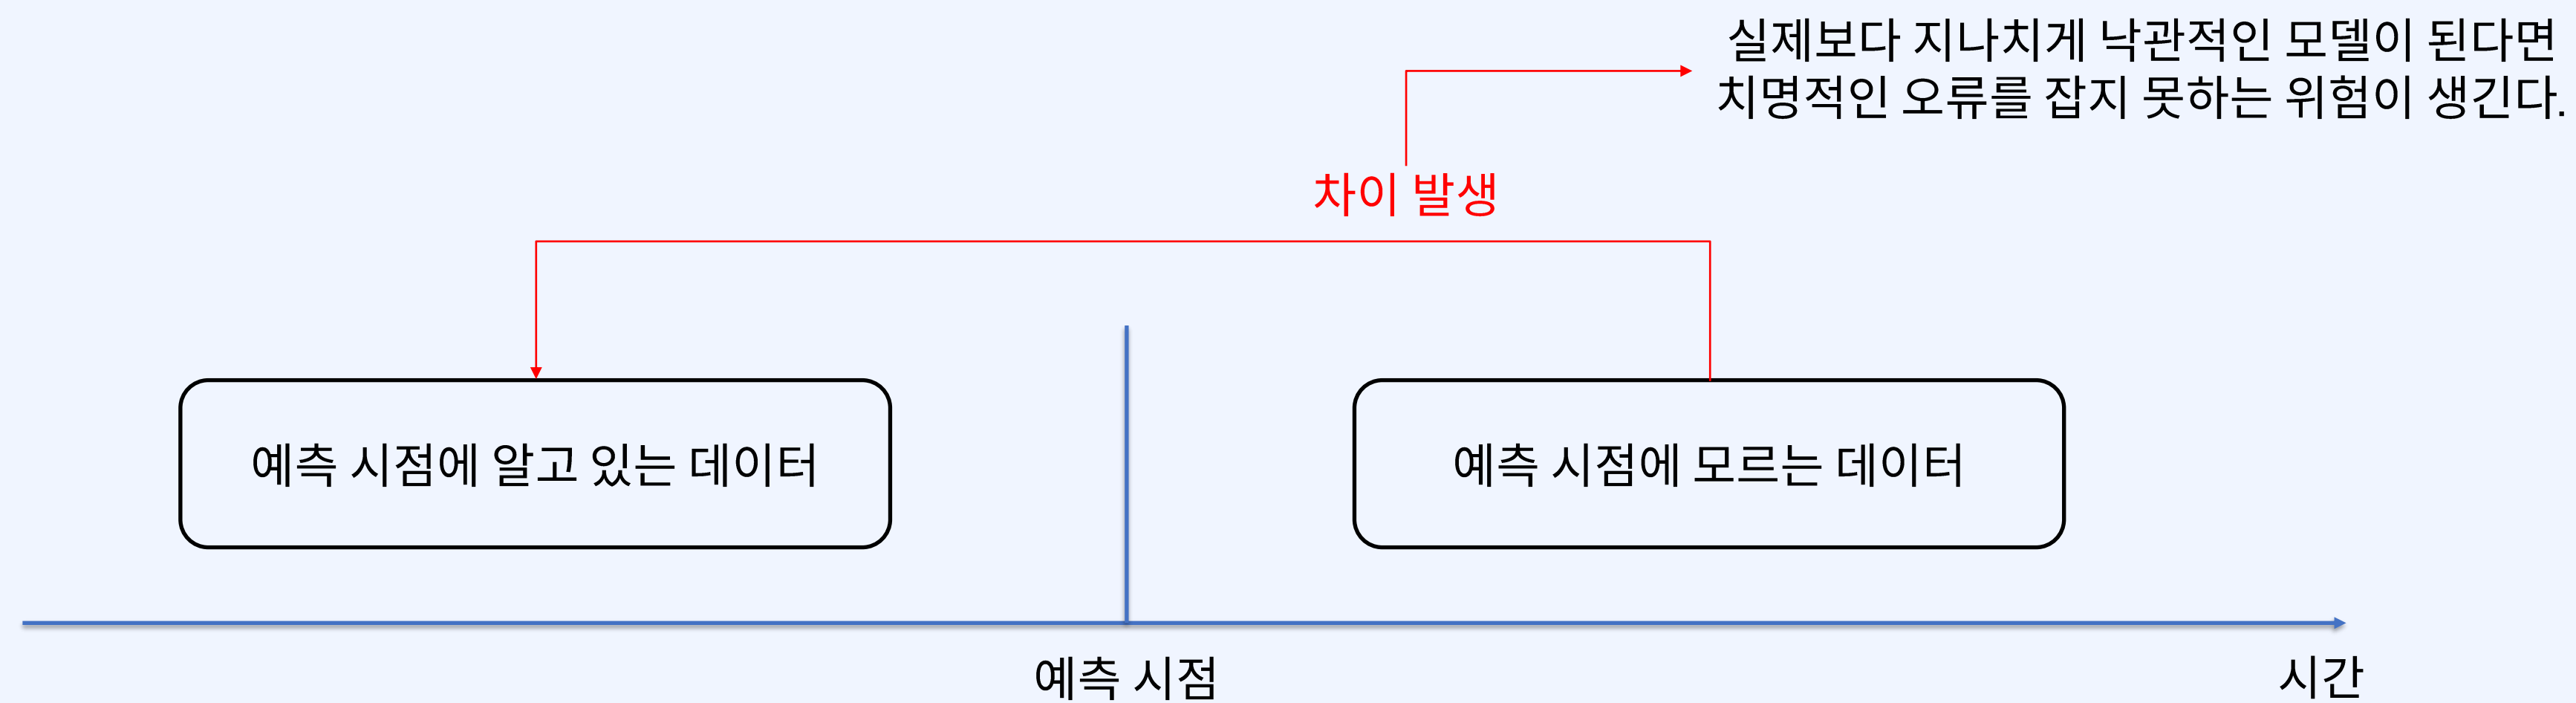 실제보다 지나치게 낙관적인 모델이 된다면
치명적인 오류를 잡지 못하는 위험이 생긴다.
차이 발생
예측 시점에 알고 있는 데이터
예측 시점에 모르는 데이터
예측 시점
시간